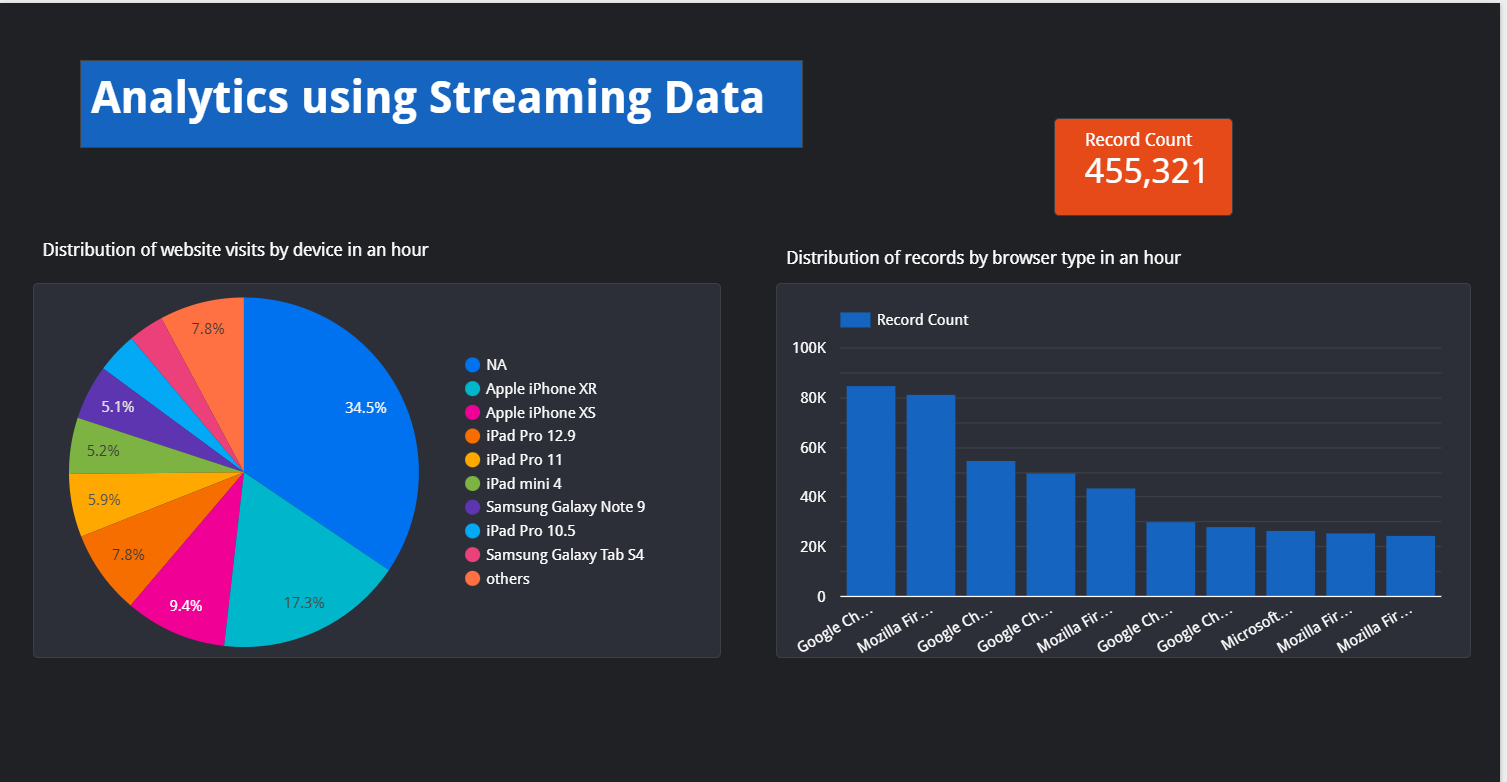 Analytics using Streaming Data
Record Count
455,321
Distribution of website visits by device in an hour
7.8%
5.1%
5.2%
5.9%
7.8%
9.4%
17.3%
34.5%
NA
Apple iPhone XR
Apple iPhone XS
iPad Pro 12.9
iPad Pro 11
iPad mini 4
Samsung Galaxy Note 9
iPad Pro 10.5
Samsung Galaxy Tab S4
others
Distribution of records by browser type in an hour
Record Count
100K
80K
60K
40K
20K
0
Google Ch…
Mozilla Fir…
Google Ch…
Google Ch…
Mozilla Fir…
Google Ch…
Google Ch…
Microsoft…
Mozilla Fir…
Mozilla Fir…